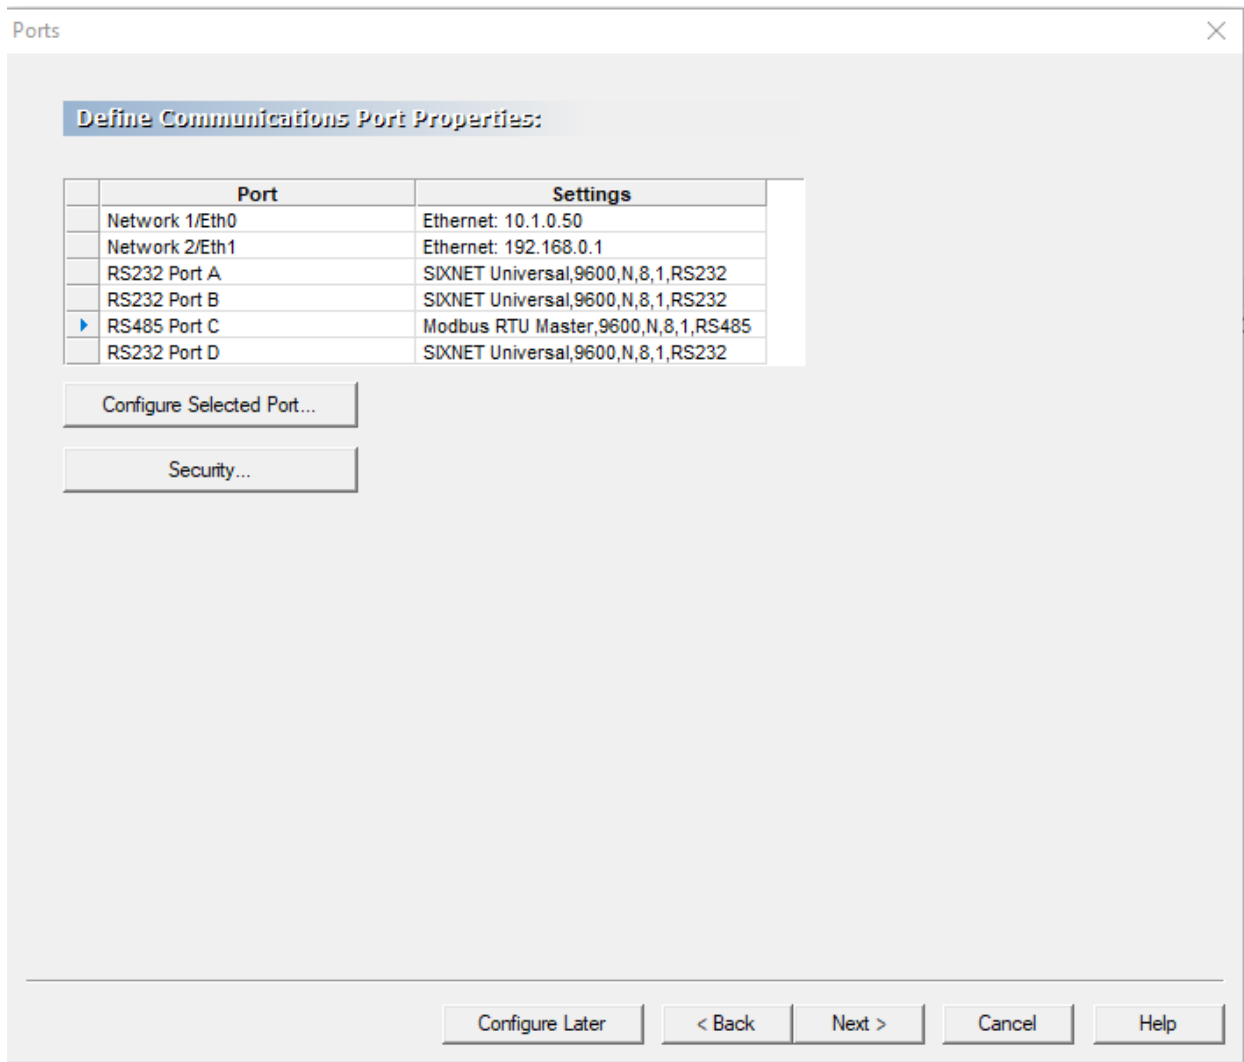 Ports
Define Communications Port Properties:
Port Settings
Network 1/Eth0 Ethernet: 10.1.0.50
Network 2/Eth1 Ethernet: 192.168.0.1
RS232 Port A SIXNET Universal,9600,N,8,1,RS232
RS232 Port B SIXNET Universal,9600,N,8,1,RS232
RS485 Port C Modbus RTU Master,9600,N,8,1,RS485
RS232 Port D SIXNET Universal,9600,N,8,1,RS232
Configure Selected Port...
Security...
Configure Later < Back Next > Cancel Help